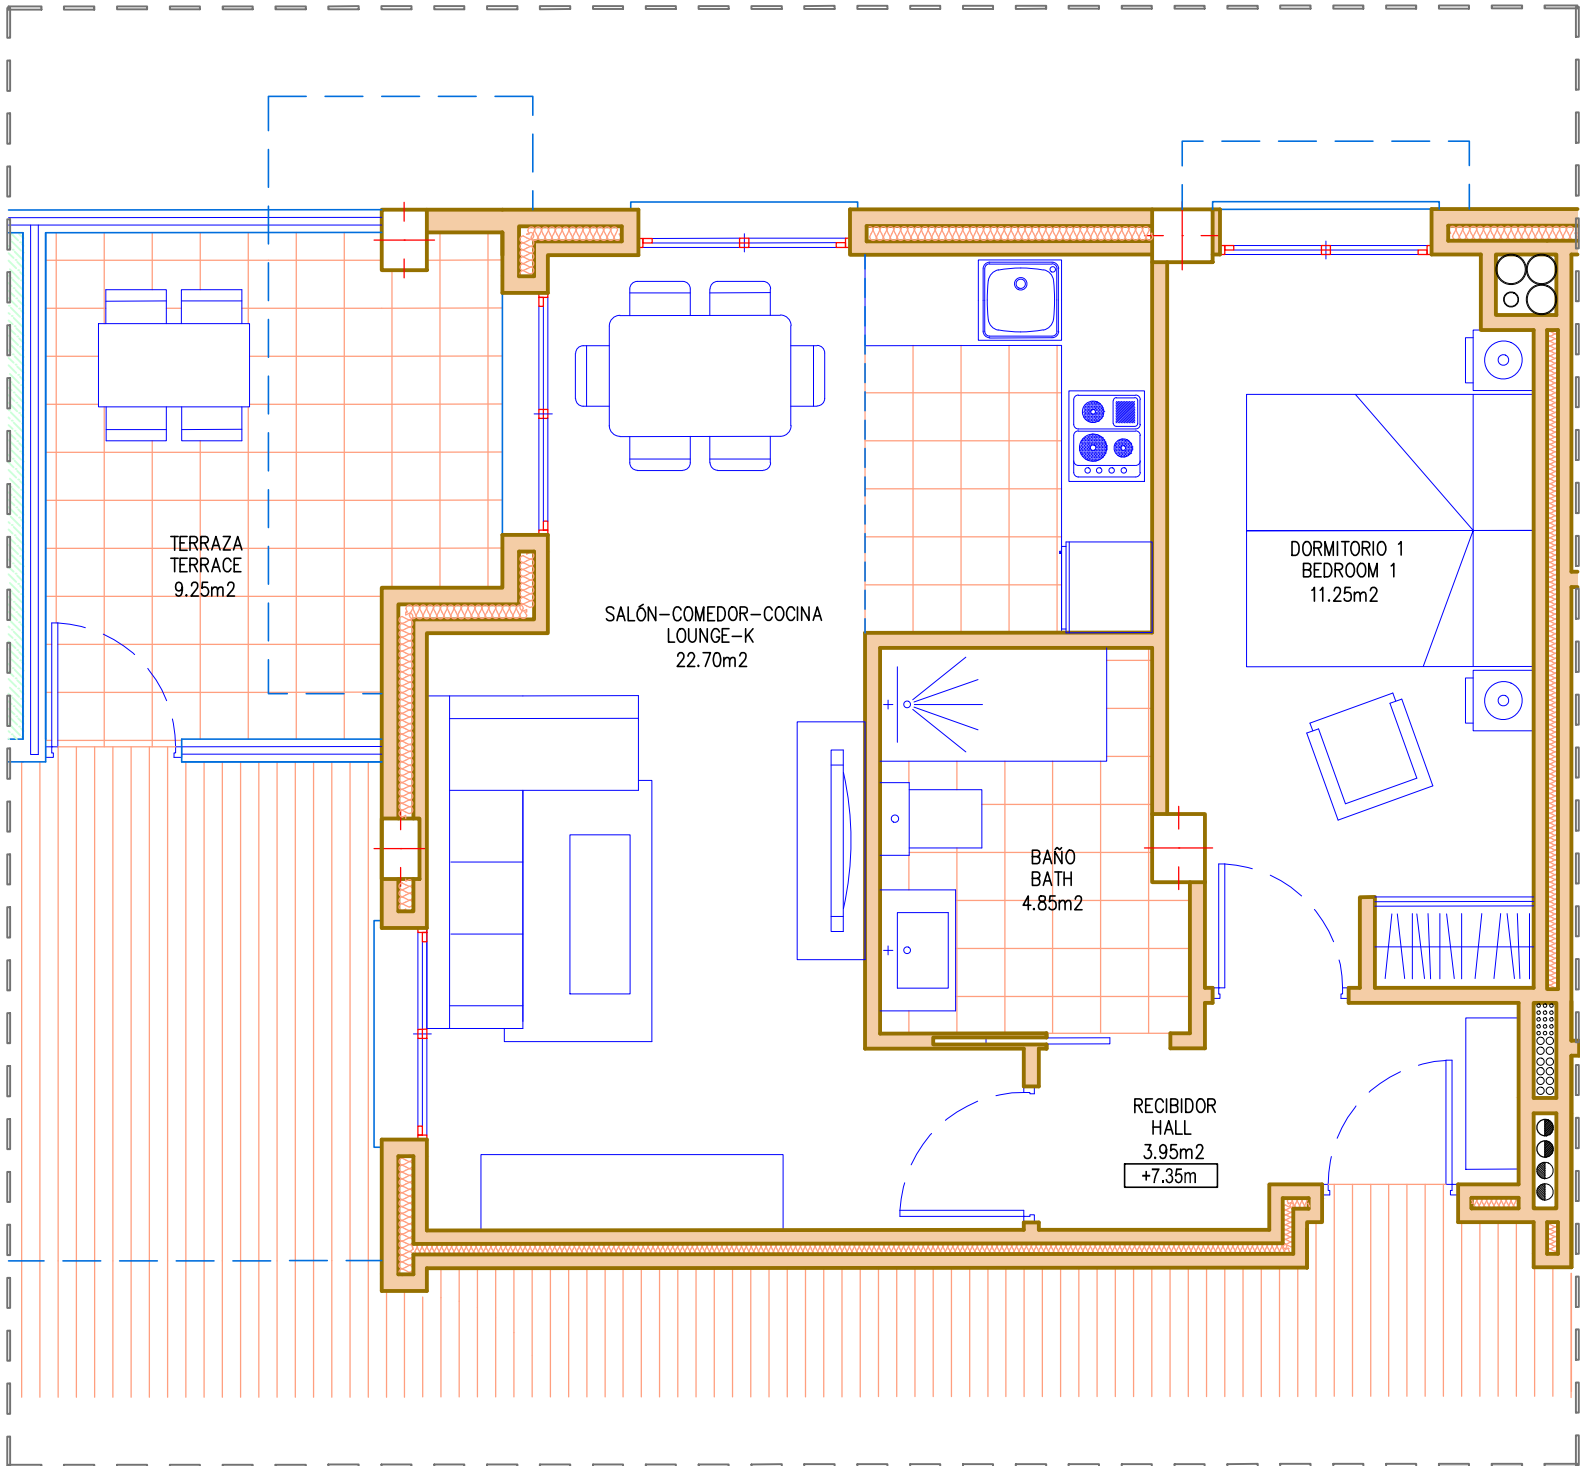 TERRAZA
TERRACE
9.25m2
SALÓN-COMEDOR-COCINA
LOUNGE-K
22.70m2
DORMITORIO 1
BEDROOM 1
11.25m2
BAÑO
BATH
4.85m2
RECIBIDOR
HALL
3.95m2
+7.35m